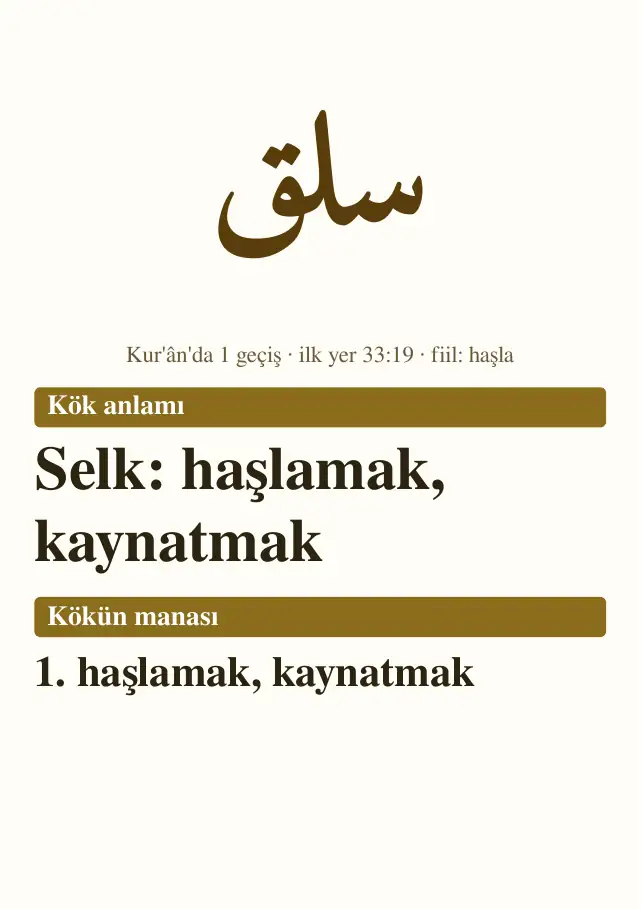 سلق
Kur'ân'da 1 geçiş · ilk yer 33:19 · fiil: haşla
Kök anlamı
Selk: haşlamak,
kaynatmak
Kökün manası
1. haşlamak, kaynatmak